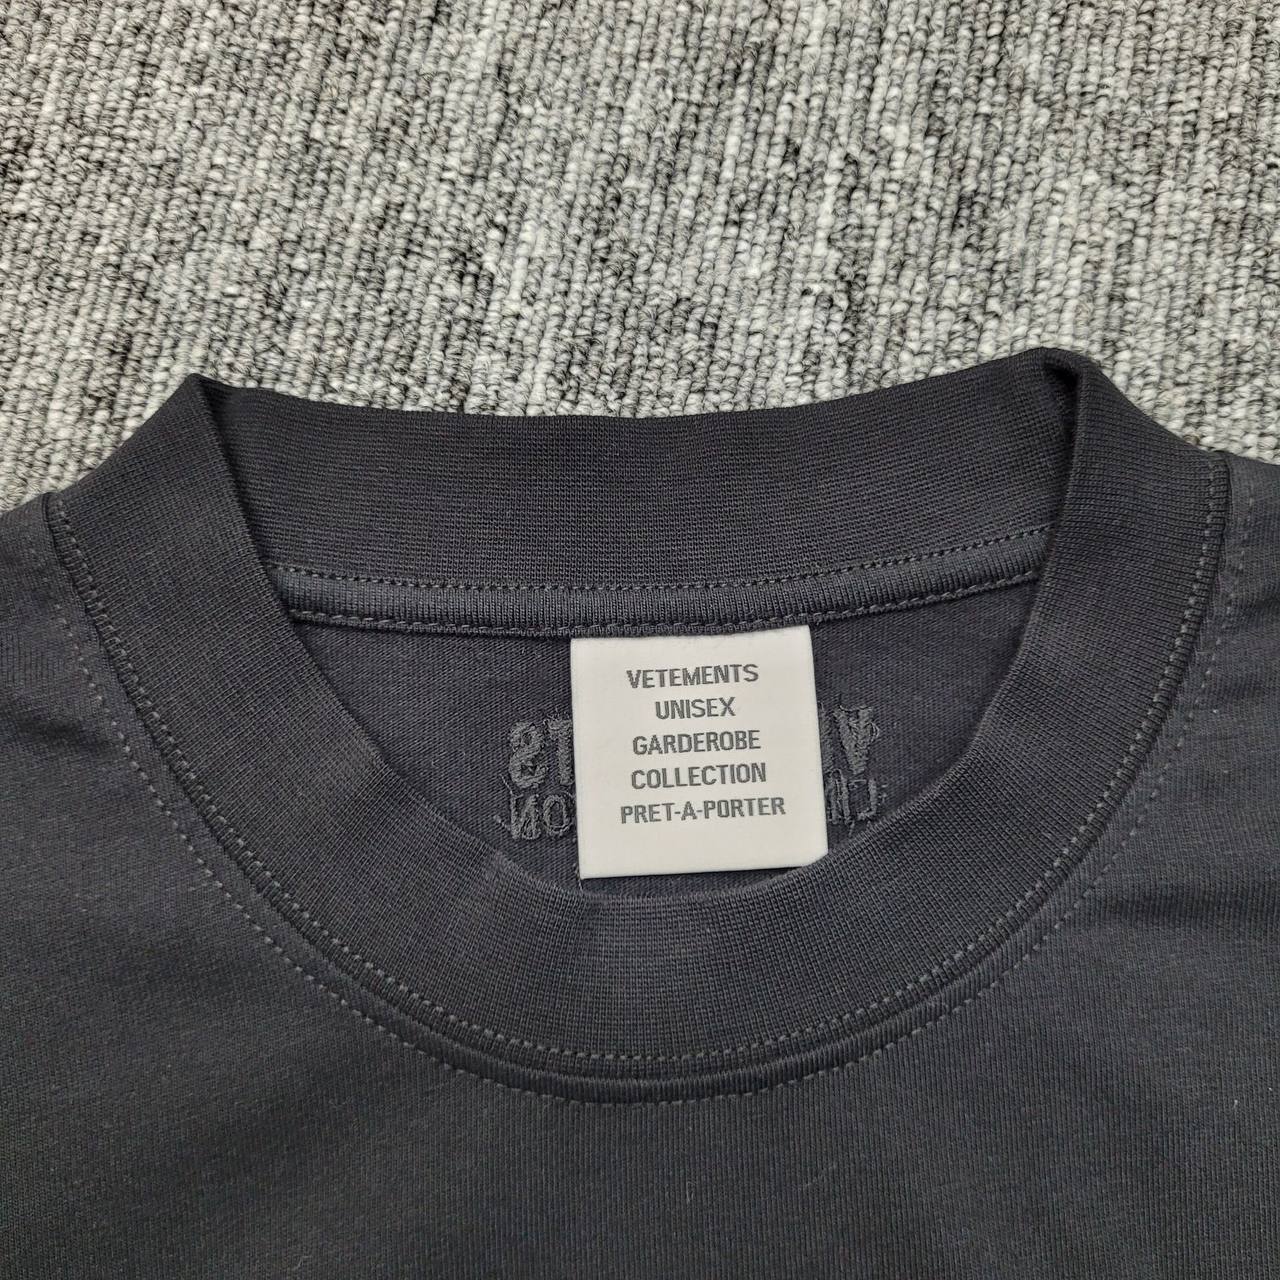 VETEMENTS
UNISEX
GARDEROBE
COLLECTION
PRET-A-PORTER